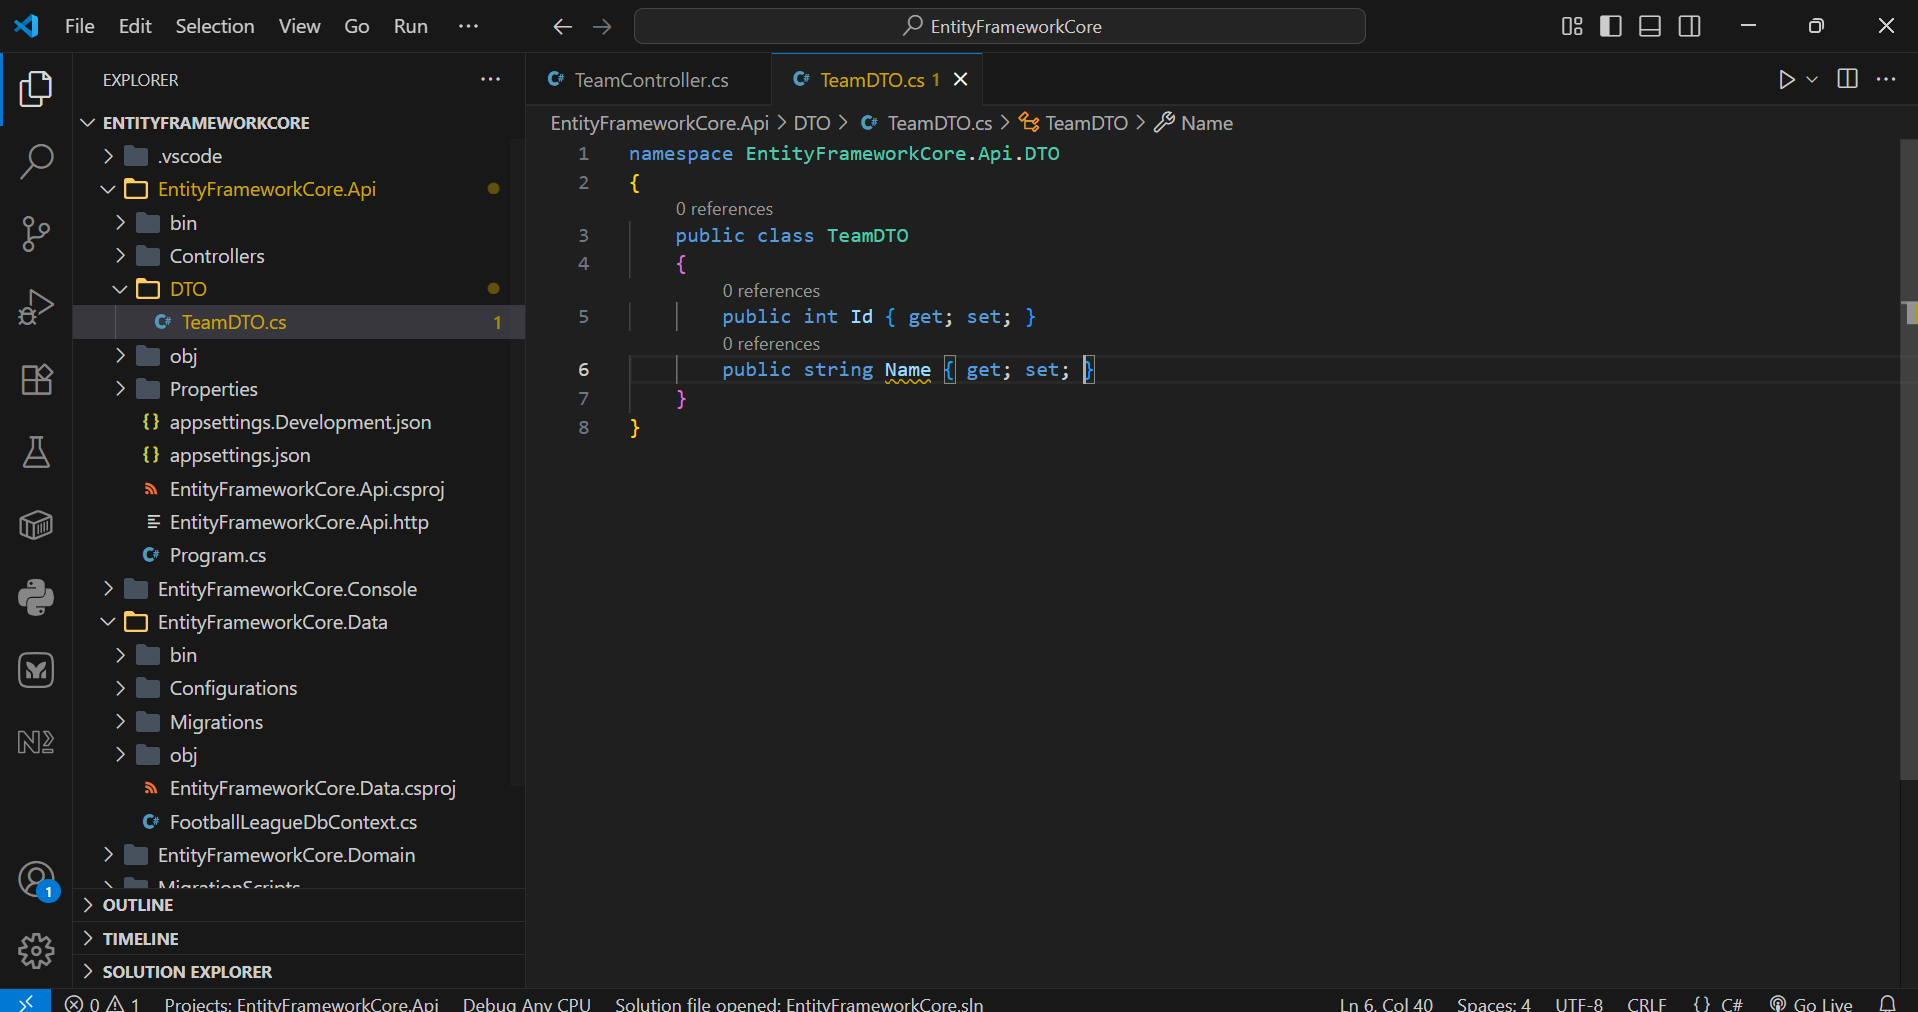 File Edit Selection View Go Run ···
EntityFrameworkCore
EXPLORER
ENTITYFRAMEWORKCORE
.vscode
EntityFrameworkCore.Api
bin
Controllers
DTO
TeamDTO.cs 1
obj
Properties
{} appsettings.Development.json
{} appsettings.json
EntityFrameworkCore.Api.csproj
EntityFrameworkCore.Api.http
C# Program.cs
EntityFrameworkCore.Console
EntityFrameworkCore.Data
bin
Configurations
Migrations
obj
EntityFrameworkCore.Data.csproj
C# FootballLeagueDbContext.cs
EntityFrameworkCore.Domain
MigrationScripts
OUTLINE
TIMELINE
SOLUTION EXPLORER
1
TeamController.cs
TeamDTO.cs 1
EntityFrameworkCore.Api > DTO > C# TeamDTO.cs > TeamDTO > Name
1 namespace EntityFrameworkCore.Api.DTO
2 {
0 references
3 public class TeamDTO
4 {
0 references
5 public int Id { get; set; }
0 references
6 public string Name { get; set; }
7 }
8 }
0 1 Projects: EntityFrameworkCore.Api Debug Any CPU Solution file opened: EntityFrameworkCore.sln Ln 6, Col 40 Spaces: 4 UTF-8 CRLF {} C# Go Live